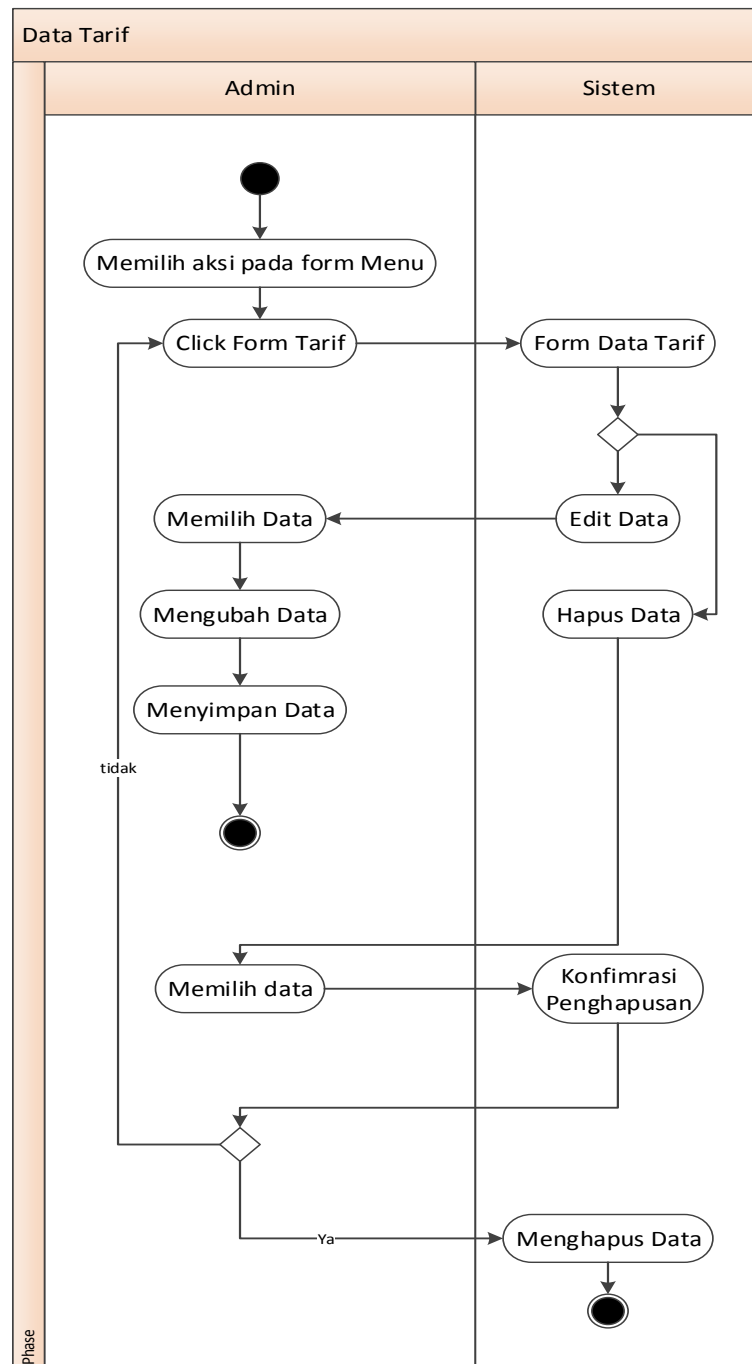 Data Tarif
Admin
Sistem
Memilih aksi pada form Menu
Click Form Tarif
Form Data Tarif
Memilih Data
Edit Data
Mengubah Data
Hapus Data
Menyimpan Data
tidak
Memilih data
Konfimrasi
Penghapusan
Ya
Menghapus Data
Phase